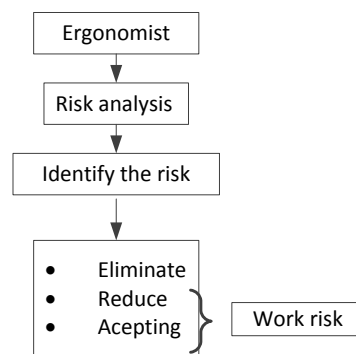 Ergonomist
Risk analysis
Identify the risk
• Eliminate
• Reduce
• Acepting
Work risk